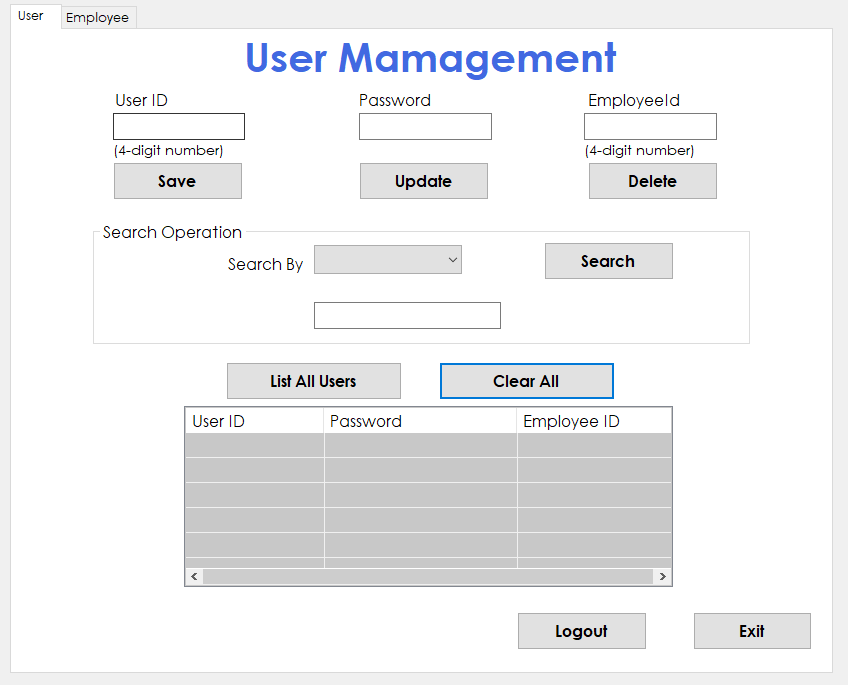 User Employee
User Mamagement
User ID Password EmployeeId
(4-digit number) (4-digit number)
Save Update Delete
Search Operation
Search By Search
List All Users Clear All
User ID Password Employee ID
Logout Exit